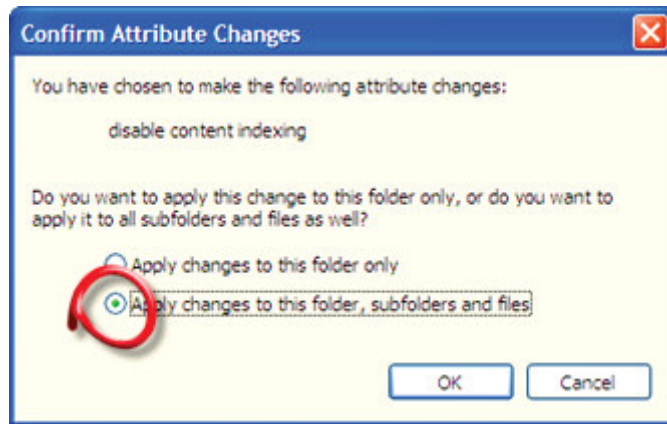 Confirm Attribute Changes
You have chosen to make the following attribute changes:
disable content indexing
Do you want to apply this change to this folder only, or do you want to
apply it to all subfolders and files as well?
Apply changes to this folder only
Apply changes to this folder, subfolders and files
OK
Cancel